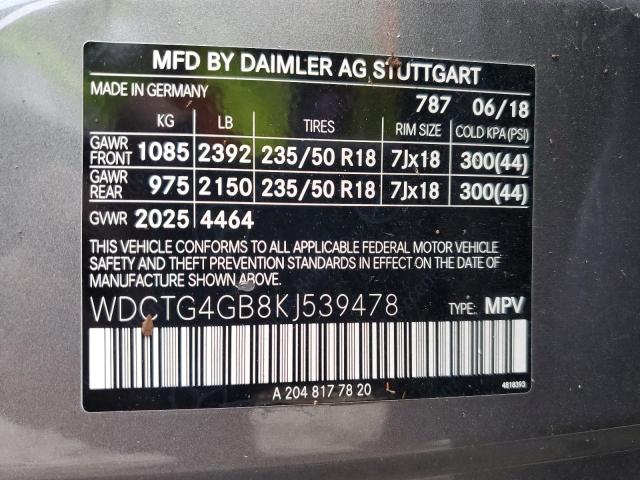 MFD BY DAIMLER AG STUTTGART
MADE IN GERMANY 787 06/18
KG LB TIRES RIM SIZE COLD KPA (PSI)
GAWR FRONT 1085 2392 235/50 R18 7Jx18 300(44)
GAWR REAR 975 2150 235/50 R18 7Jx18 300(44)
GVWR 2025 4464
THIS VEHICLE CONFORMS TO ALL APPLICABLE FEDERAL MOTOR VEHICLE
SAFETY AND THEFT PREVENTION STANDARDS IN EFFECT ON THE DATE OF
MANUFACTURE SHOWN ABOVE.
WDCTG4GB8KJ539478 TYPE: MPV
A 204 817 78 20 4818393